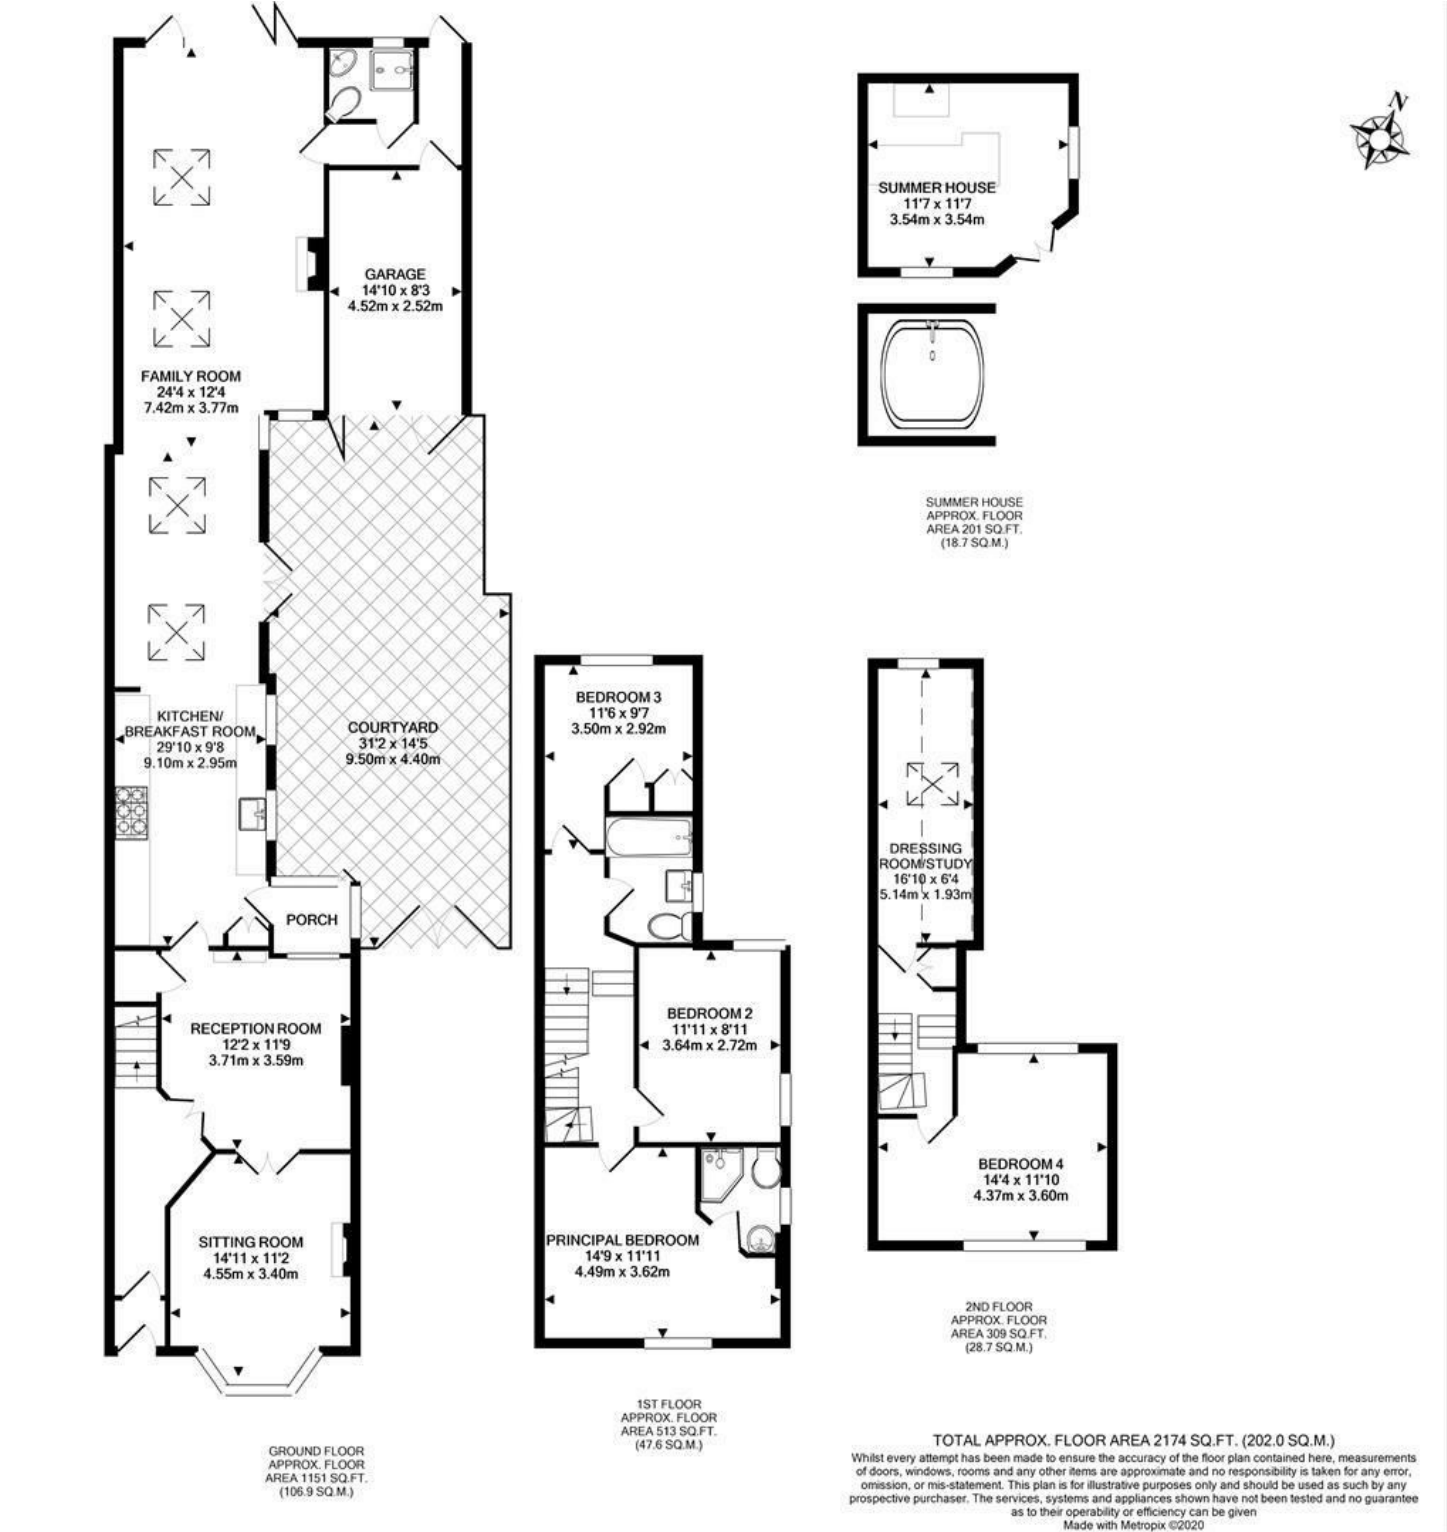 N
SUMMER HOUSE
11'7 x 11'7
3.54m x 3.54m
GARAGE
14'10 x 8'3
4.52m x 2.52m
FAMILY ROOM
24'4 x 12'4
7.42m x 3.77m
SUMMER HOUSE
APPROX. FLOOR
AREA 201 SQ.FT.
(18.7 SQ.M.)
KITCHEN/
BREAKFAST ROOM
29'10 x 9'8
9.10m x 2.95m
COURTYARD
31'2 x 14'5
9.50m x 4.40m
PORCH
RECEPTION ROOM
12'2 x 11'9
3.71m x 3.59m
SITTING ROOM
14'11 x 11'2
4.55m x 3.40m
GROUND FLOOR
APPROX. FLOOR
AREA 1151 SQ.FT.
(106.9 SQ.M.)
BEDROOM 3
11'6 x 9'7
3.50m x 2.92m
BEDROOM 2
11'11 x 8'11
3.64m x 2.72m
PRINCIPAL BEDROOM
14'9 x 11'11
4.49m x 3.62m
1ST FLOOR
APPROX. FLOOR
AREA 513 SQ.FT.
(47.6 SQ.M.)
DRESSING
ROOM/STUDY
16'10 x 6'4
5.14m x 1.93m
BEDROOM 4
14'4 x 11'10
4.37m x 3.60m
2ND FLOOR
APPROX. FLOOR
AREA 309 SQ.FT.
(28.7 SQ.M.)
TOTAL APPROX. FLOOR AREA 2174 SQ.FT. (202.0 SQ.M.)
Whilst every attempt has been made to ensure the accuracy of the floor plan contained here, measurements
of doors, windows, rooms and any other items are approximate and no responsibility is taken for any error,
omission, or mis-statement. This plan is for illustrative purposes only and should be used as such by any
prospective purchaser. The services, systems and appliances shown have not been tested and no guarantee
as to their operability or efficiency can be given
Made with Metropix ©2020